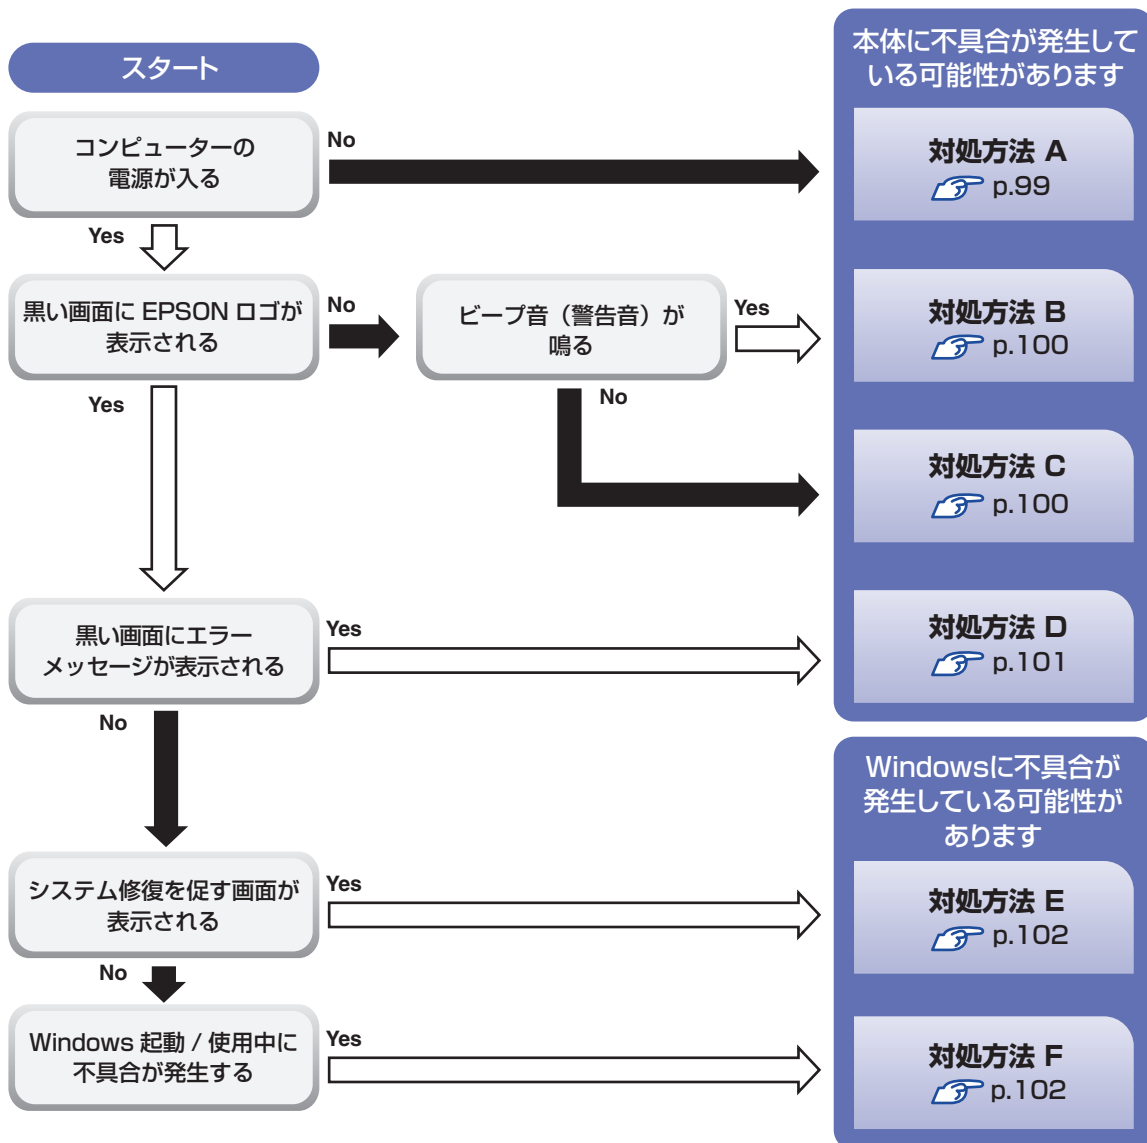 スタート
コンピューターの
電源が入る
No
Yes
黒い画面に EPSON ロゴが
表示される
No
ビープ音（警告音）が
鳴る
Yes
No
Yes
黒い画面にエラー
メッセージが表示される
Yes
No
システム修復を促す画面が
表示される
Yes
No
Windows 起動 / 使用中に
不具合が発生する
Yes
本体に不具合が発生して
いる可能性があります
対処方法 A
p.99
対処方法 B
p.100
対処方法 C
p.100
対処方法 D
p.101
Windowsに不具合が
発生している可能性が
あります
対処方法 E
p.102
対処方法 F
p.102